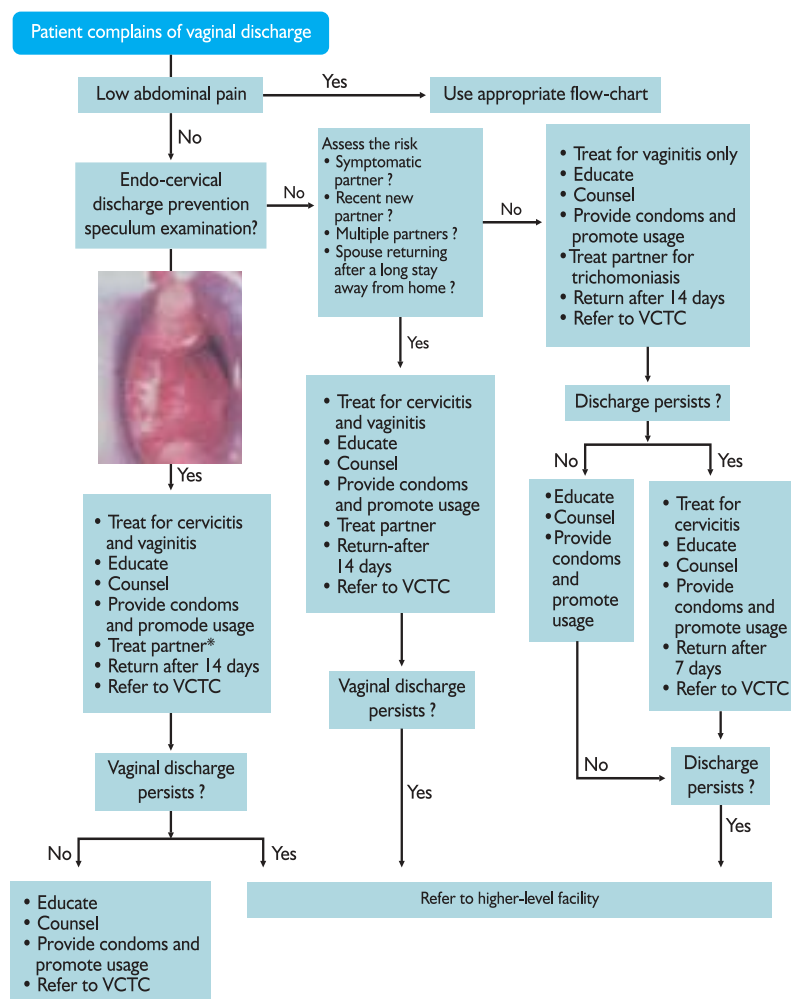 Patient complains of vaginal discharge
Low abdominal pain
Yes
Use appropriate flow-chart
No
Endo-cervical
discharge prevention
speculum examination?
No
Assess the risk
• Symptomatic
partner ?
• Recent new
partner ?
• Multiple partners ?
• Spouse returning
after a long stay
away from home ?
No
• Treat for vaginitis only
• Educate
• Counsel
• Provide condoms and
promote usage
• Treat partner for
trichomoniasis
• Return after 14 days
• Refer to VCTC
Yes
• Treat for cervicitis
and vaginitis
• Educate
• Counsel
• Provide condoms and
and promode usage
• Treat partner*
• Return after 14 days
• Refer to VCTC
Vaginal discharge
persists ?
No
Yes
• Educate
• Counsel
• Provide condoms and
promote usage
• Refer to VCTC
Yes
• Treat for cervicitis
and vaginitis
• Educate
• Counsel
• Provide condoms
and promote usage
• Treat partner
• Return-after
14 days
• Refer to VCTC
Vaginal discharge
persists ?
Yes
Discharge persists ?
No
Yes
• Educate
• Counsel
• Provide
condoms
and
promote
usage
• Treat for
cervicitis
• Educate
• Counsel
• Provide
condoms and
promote usage
• Return after
7 days
• Refer to VCTC
No
Discharge
persists ?
Yes
Refer to higher-level facility